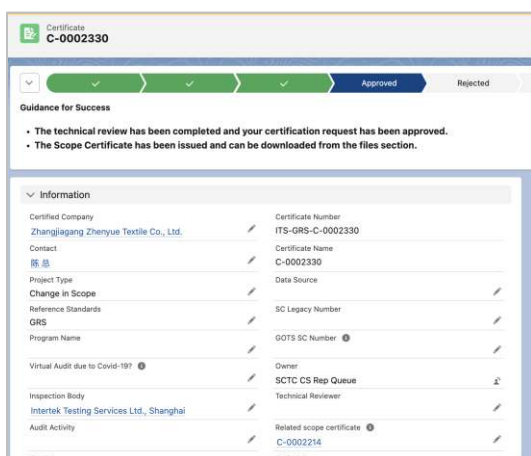 Certificate
C-0002330
Approved
Rejected
Guidance for Success
• The technical review has been completed and your certification request has been approved.
• The Scope Certificate has been issued and can be downloaded from the files section.
Information
Certified Company
Zhangjiagang Zhenyue Textile Co., Ltd.
Certificate Number
ITS-GRS-C-0002330
Contact
陈总
Certificate Name
C-0002330
Project Type
Change in Scope
Data Source
Reference Standards
GRS
SC Legacy Number
Program Name
GOTS SC Number
Virtual Audit due to Covid-19?
Owner
SCTC CS Rep Queue
Inspection Body
Intertek Testing Services Ltd., Shanghai
Technical Reviewer
Audit Activity
Related scope certificate
C-0002214